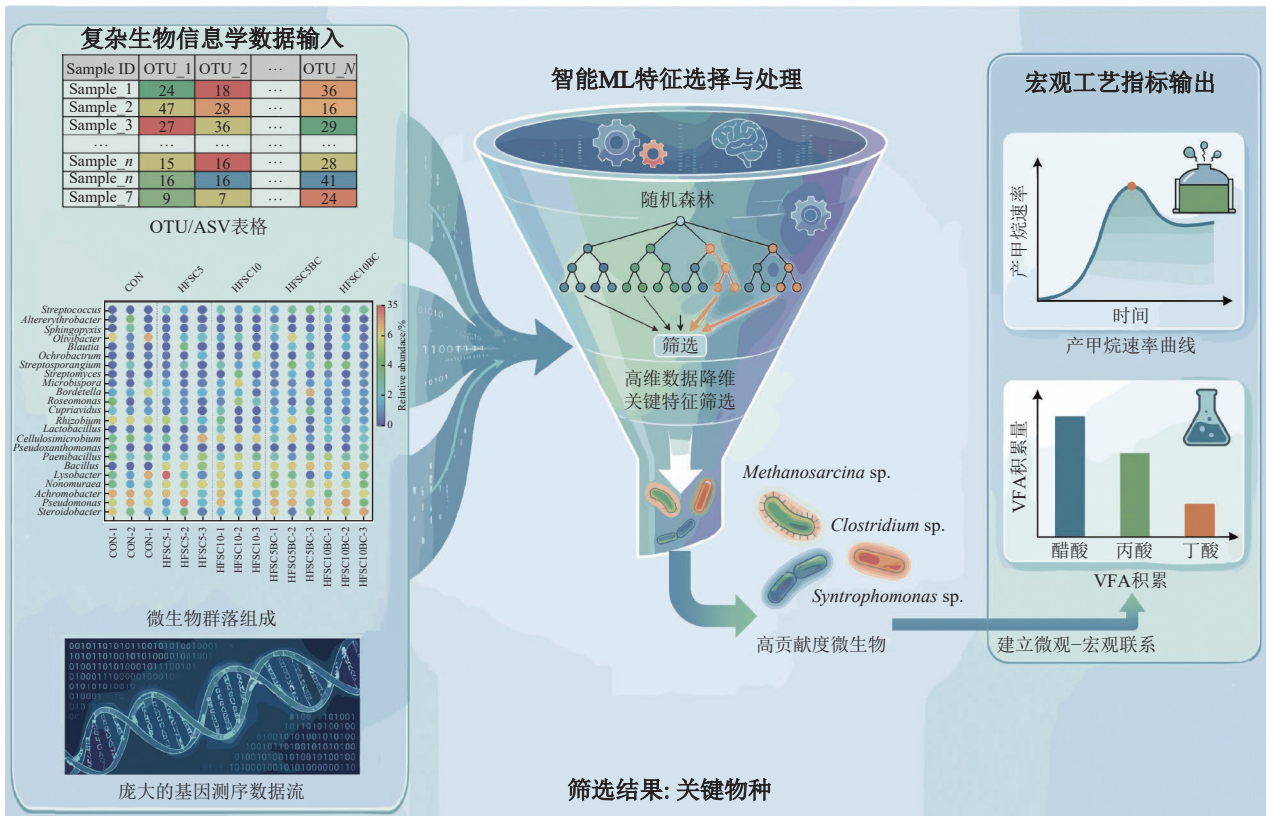 复杂生物信息学数据输入
Sample ID OTU_1 OTU_2 … OTU_N
Sample_1 24 18 … 36
Sample_2 47 28 … 16
Sample_3 27 36 … 29
… … … …
Sample_n 15 16 … 28
Sample_n 16 16 … 41
Sample_7 9 7 … 24
OTU/ASV表格
CON HFSC5 HFSC10 HFSC5BC HFSC10BC
Streptococcus
Altererythrobacter
Sphingopyxis
Olivibacter
Blautia
Ochrobactrum
Streptosporangium
Streptomyces
Microbispora
Bordetella
Roseomonas
Cupriavidus
Rhizobium
Lactobacillus
Cellulosimicrobium
Pseudoxanthomonas
Paenibacillus
Bacillus
Lysobacter
Nonomuraea
Achromobacter
Pseudomonas
Steroidobacter
35
6
4
2
0
Relative abundace/%
CON-1 CON-2 CON-1 HFSC5-1 HFSC5-2 HFSC5-3 HFSC10-1 HFSC10-2 HFSC10-3 HFSC5BC-1 HFSG5BC-2 HFSC5BC-3 HFSC10BC-1 HFSC10BC-2 HFSC10BC-3
微生物群落组成
庞大的基因测序数据流
智能ML特征选择与处理
随机森林
筛选
高维数据降维
关键特征筛选
Methanosarcina sp.
Clostridium sp.
Syntrophomonas sp.
高贡献度微生物
筛选结果: 关键物种
宏观工艺指标输出
产甲烷速率
时间
产甲烷速率曲线
VFA积累量
醋酸 丙酸 丁酸
VFA积累
建立微观-宏观联系